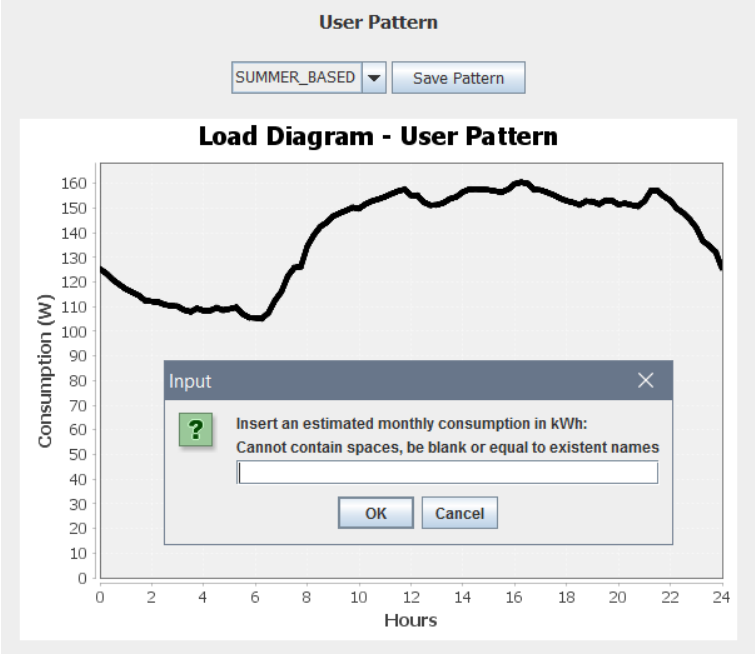 User Pattern
SUMMER_BASED Save Pattern
Load Diagram - User Pattern
160
150
140
130
120
110
100
90
80
70
60
50
40
30
20
10
0
Consumption (W)
Input
?
Insert an estimated monthly consumption in kWh:
Cannot contain spaces, be blank or equal to existent names
OK Cancel
0 2 4 6 8 10 12 14 16 18 20 22 24
Hours